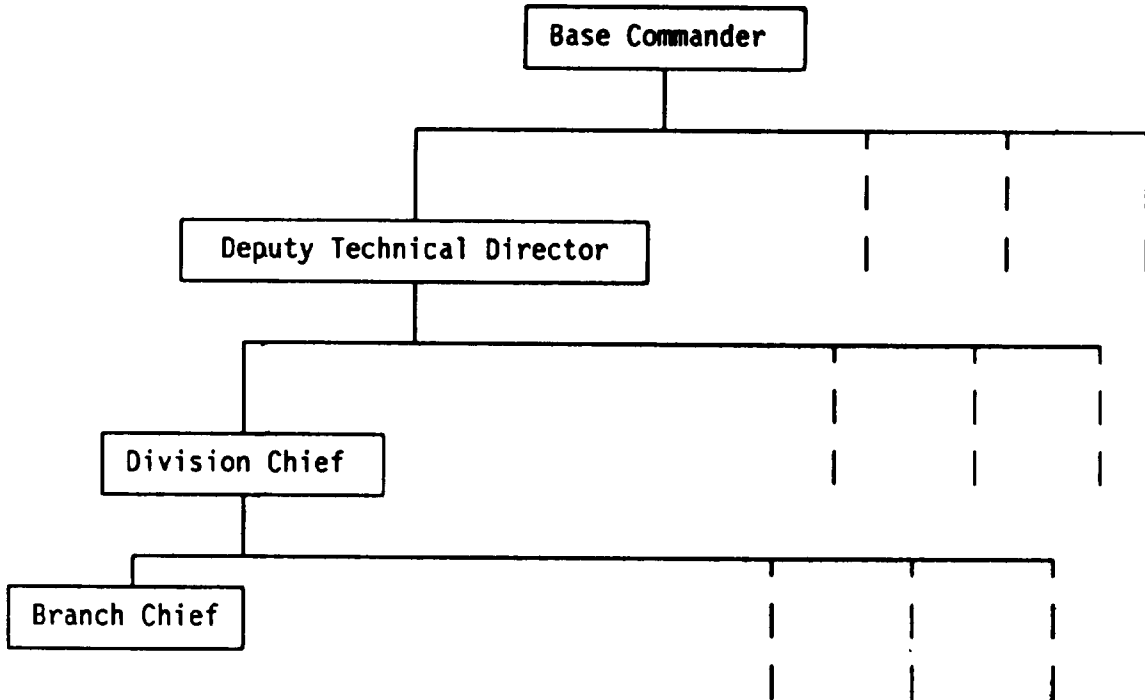 Base Commander
Deputy Technical Director
Division Chief
Branch Chief